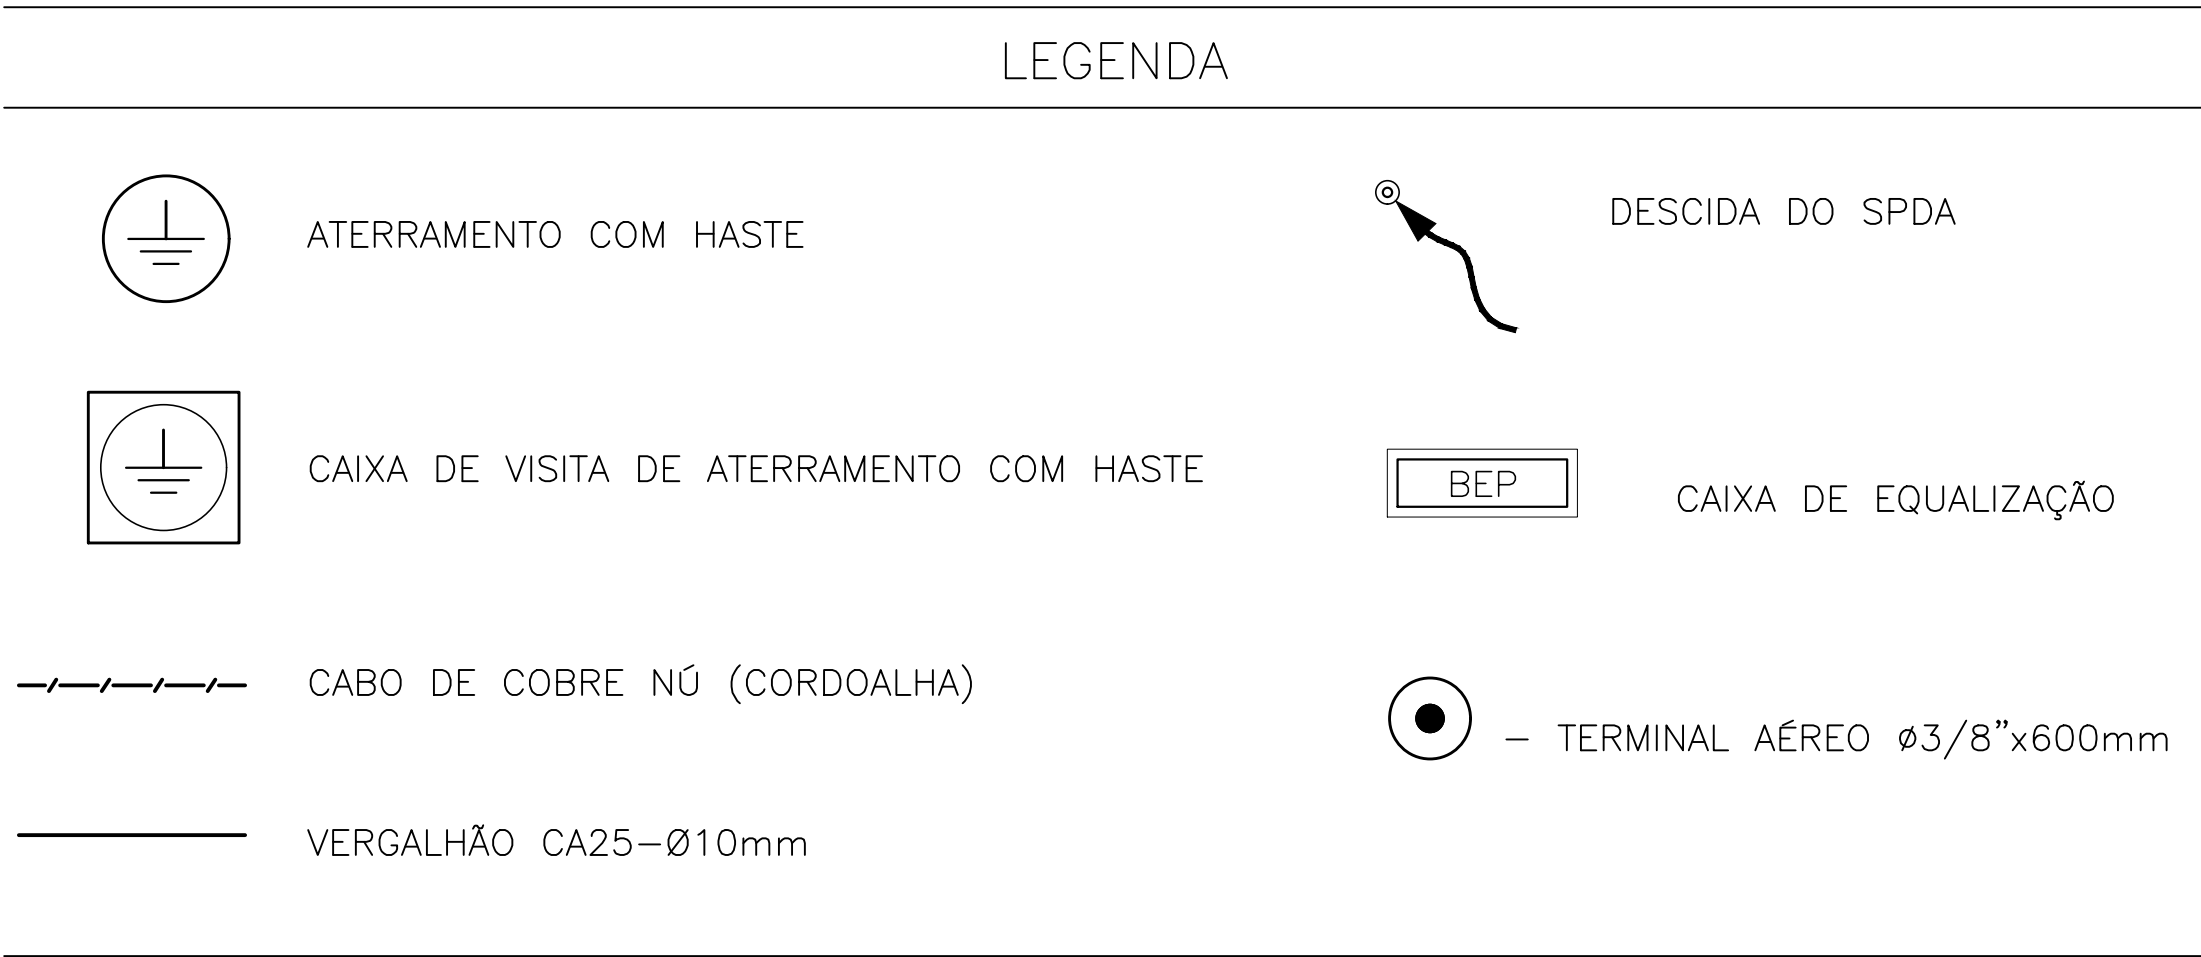 LEGENDA
ATERRAMENTO COM HASTE
DESCIDA DO SPDA
CAIXA DE VISITA DE ATERRAMENTO COM HASTE
BEP
CAIXA DE EQUALIZAÇÃO
CABO DE COBRE NÚ (CORDOALHA)
– TERMINAL AÉREO ø3/8”x600mm
VERGALHÃO CA25–Ø10mm